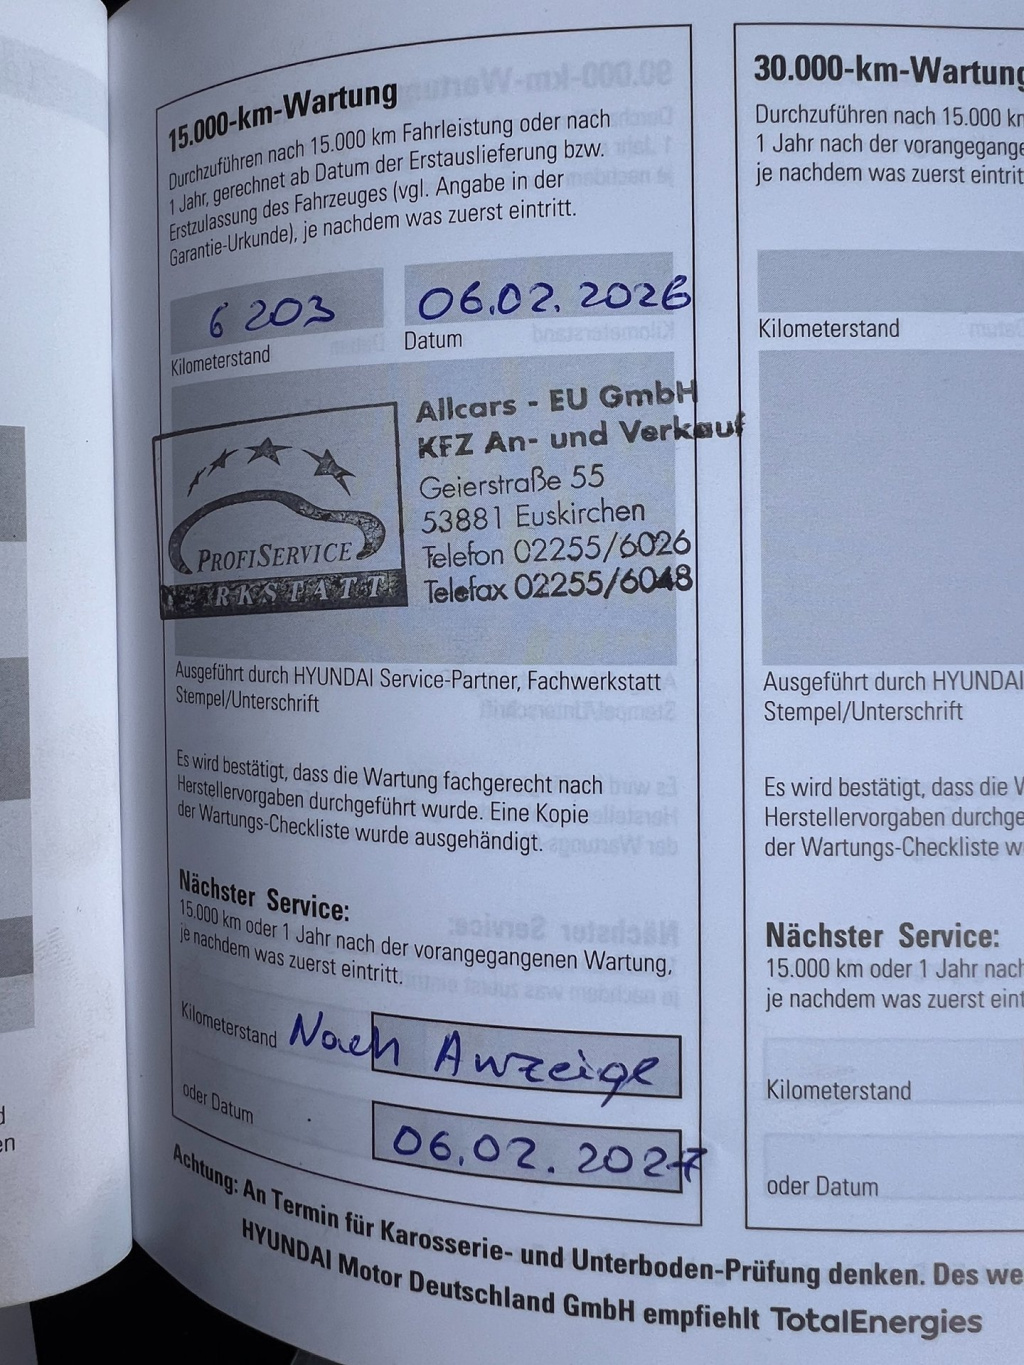 15.000-km-Wartung
Durchzuführen nach 15.000 km Fahrleistung oder nach
1 Jahr, gerechnet ab Datum der Erstauslieferung bzw.
Erstzulassung des Fahrzeuges (vgl. Angabe in der
Garantie-Urkunde), je nachdem was zuerst eintritt.
6 203
06.02.2026
Kilometerstand
Datum
Allcars - EU GmbH
KFZ An- und Verkauf
Geierstraße 55
53881 Euskirchen
Telefon 02255/6026
Telefax 02255/6048
PROFISERVICE
RKSTATT
Ausgeführt durch HYUNDAI Service-Partner, Fachwerkstatt
Stempel/Unterschrift
Es wird bestätigt, dass die Wartung fachgerecht nach
Herstellervorgaben durchgeführt wurde. Eine Kopie
der Wartungs-Checkliste wurde ausgehändigt.
Nächster Service:
15.000 km oder 1 Jahr nach der vorangegangenen Wartung,
je nachdem was zuerst eintritt.
Kilometerstand Nach Anzeige
oder Datum 06.02.2027
30.000-km-Wartung
Durchzuführen nach 15.000 km
1 Jahr nach der vorangegange
je nachdem was zuerst eintrit
Kilometerstand
Ausgeführt durch HYUNDAI
Stempel/Unterschrift
Es wird bestätigt, dass die W
Herstellervorgaben durchge
der Wartungs-Checkliste w
Nächster Service:
15.000 km oder 1 Jahr nach
je nachdem was zuerst eint
Kilometerstand
oder Datum
Achtung: An Termin für Karosserie- und Unterboden-Prüfung denken. Des we
HYUNDAI Motor Deutschland GmbH empfiehlt TotalEnergies